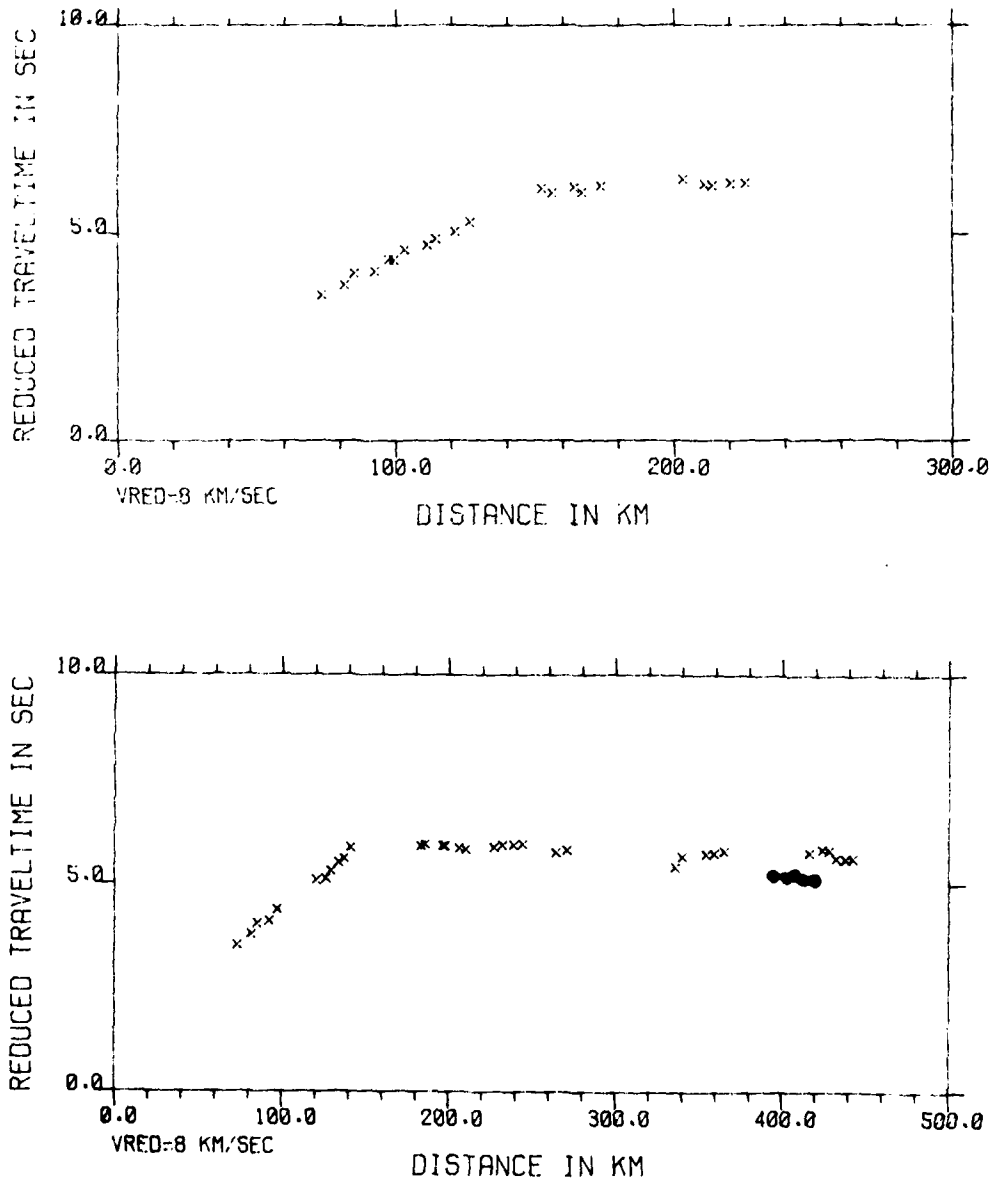 REDUCED TRAVELTIME IN SEC
10.0
5.0
0.0
0.0 100.0 200.0 300.0
VRED=8 KM/SEC
DISTANCE IN KM
REDUCED TRAVELTIME IN SEC
10.0
5.0
0.0
0.0 100.0 200.0 300.0 400.0 500.0
VRED=8 KM/SEC
DISTANCE IN KM